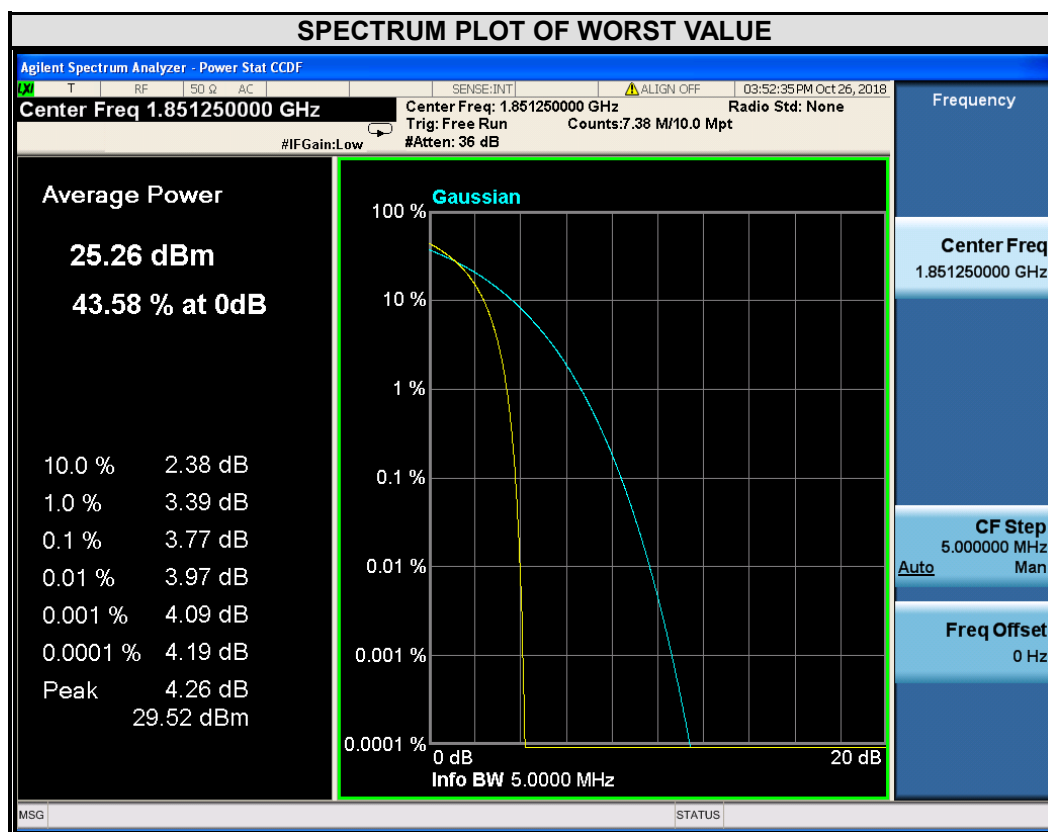 SPECTRUM PLOT OF WORST VALUE
Agilent Spectrum Analyzer - Power Stat CCDF
LXI T RF 50 Ω AC SENSE:INT ALIGN OFF 03:52:35 PM Oct 26, 2018
Center Freq 1.851250000 GHz
Center Freq: 1.851250000 GHz Radio Std: None
Trig: Free Run Counts:7.38 M/10.0 Mpt
#IFGain:Low #Atten: 36 dB
Frequency
Average Power
25.26 dBm
43.58 % at 0dB
10.0 % 2.38 dB
1.0 % 3.39 dB
0.1 % 3.77 dB
0.01 % 3.97 dB
0.001 % 4.09 dB
0.0001 % 4.19 dB
Peak 4.26 dB
29.52 dBm
Gaussian
100 %
10 %
1 %
0.1 %
0.01 %
0.001 %
0.0001 %
0 dB 20 dB
Info BW 5.0000 MHz
Center Freq
1.851250000 GHz
CF Step
5.000000 MHz
Auto Man
Freq Offset
0 Hz
MSG STATUS